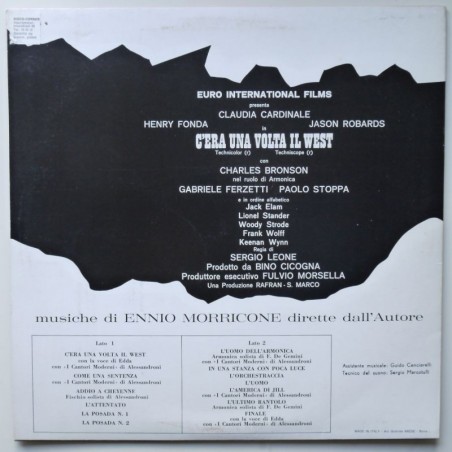 EURO INTERNATIONAL FILMS
presenta
CLAUDIA CARDINALE
HENRY FONDA JASON ROBARDS
in
C'ERA UNA VOLTA IL WEST
Technicolor (r) Techniscope (r)
con
CHARLES BRONSON
nel ruolo di Armonica
GABRIELE FERZETTI PAOLO STOPPA
e in ordine alfabetico
Jack Elam
Lionel Stander
Woody Strode
Frank Wolff
Keenan Wynn
Regia di
SERGIO LEONE
Prodotto da BINO CICOGNA
Produttore esecutivo FULVIO MORSELLA
Una Produzione RAFRAN - S. MARCO
musiche di ENNIO MORRICONE dirette dall'Autore
Lato 1
C'ERA UNA VOLTA IL WEST
con la voce di Edda
con «I Cantori Moderni» di Alessandroni
COME UNA SENTENZA
con «I Cantori Moderni» di Alessandroni
ADDIO A CHEYENNE
Fischio solista di Alessandroni
L'ATTENTATO
LA POSADA N. 1
LA POSADA N. 2
Lato 2
L'UOMO DELL'ARMONICA
Armonica solista di F. De Gemini
con «I Cantori Moderni» di Alessandroni
IN UNA STANZA CON POCA LUCE
L'ORCHESTRACCIA
L'UOMO
L'AMERICA DI JILL
con «I Cantori Moderni» di Alessandroni
L'ULTIMO RANTOLO
Armonica solista di F. De Gemini
FINALE
con la voce di Edda
con «I Cantori Moderni» di Alessandroni
Assistente musicale: Guido Cenciarelli
Tecnico del suono: Sergio Marcotulli